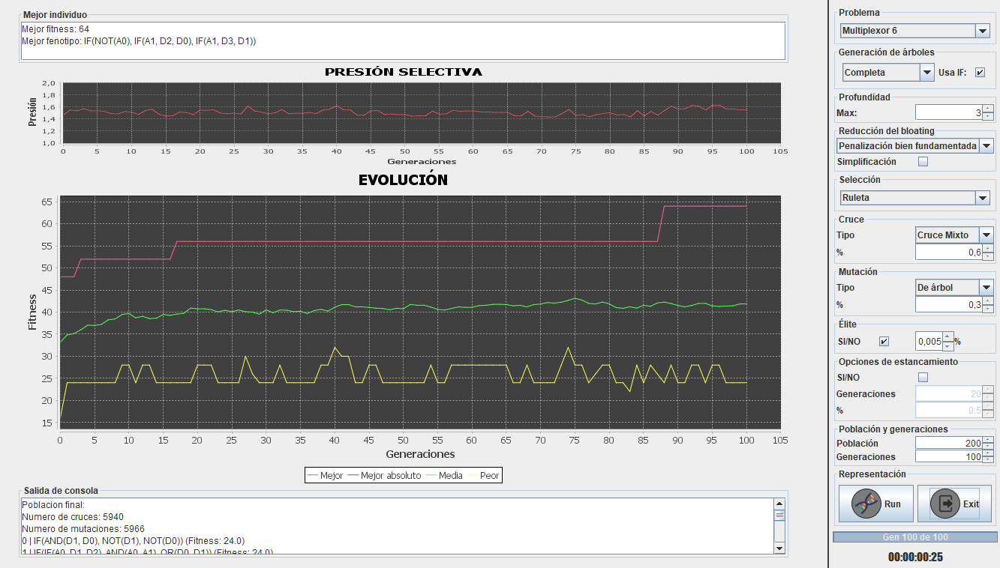 Mejor individuo
Mejor fitness: 64
Mejor fenotipo: IF(NOT(A0), IF(A1, D2, D0), IF(A1, D3, D1))
PRESIÓN SELECTIVA
Presión
2,0
1,8
1,6
1,4
1,2
1,0
0 5 10 15 20 25 30 35 40 45 50 55 60 65 70 75 80 85 90 95 100 105
Generaciones
EVOLUCIÓN
Fitness
65
60
55
50
45
40
35
30
25
20
15
0 5 10 15 20 25 30 35 40 45 50 55 60 65 70 75 80 85 90 95 100 105
Generaciones
Mejor Mejor absoluto Media Peor
Salida de consola
Poblacion final:
Numero de cruces: 5940
Numero de mutaciones: 5966
0 | IF(AND(D1, D0), NOT(D1), NOT(D0)) (Fitness: 24.0)
1 | IF(IF(A0, D1, D2), AND(A0, A1), OR(D0, D1)) (Fitness: 24.0)
Problema
Multiplexor 6
Generación de árboles
Completa Usa IF:
Profundidad
Max: 3
Reducción del bloating
Penalización bien fundamentada
Simplificación
Selección
Ruleta
Cruce
Tipo Cruce Mixto
% 0,6
Mutación
Tipo De árbol
% 0,3
Élite
SI/NO 0,005 %
Opciones de estancamiento
SI/NO
Generaciones 20
% 0,5
Población y generaciones
Población 200
Generaciones 100
Representación
Run Exit
Gen 100 de 100
00:00:00:25